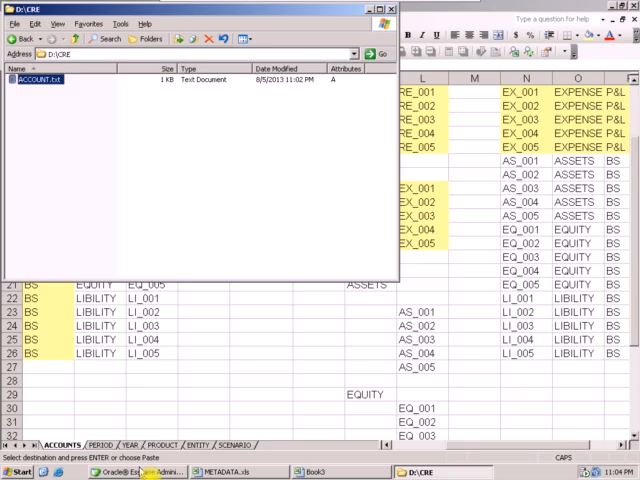 D:\CRE
File Edit View Favorites Tools Help
Back Search Folders
Address D:\CRE Go
Name Size Type Date Modified Attributes
ACCOUNT.txt 1 KB Text Document 8/5/2013 11:02 PM A
Type a question for help
B I U $ %
L M N O
RE_001 EX_001 EXPENSE P&L
RE_002 EX_002 EXPENSE P&L
RE_003 EX_003 EXPENSE P&L
RE_004 EX_004 EXPENSE P&L
RE_005 EX_005 EXPENSE P&L
AS_001 ASSETS BS
AS_002 ASSETS BS
EX_001 AS_003 ASSETS BS
EX_002 AS_004 ASSETS BS
EX_003 AS_005 ASSETS BS
EX_004 EQ_001 EQUITY BS
EX_005 EQ_002 EQUITY BS
EQ_003 EQUITY BS
EQ_004 EQUITY BS
21 BS EQUITY EQ_005 ASSETS EQ_005 EQUITY BS
22 BS LIBILITY LI_001 LI_001 LIBILITY BS
23 BS LIBILITY LI_002 AS_001 LI_002 LIBILITY BS
24 BS LIBILITY LI_003 AS_002 LI_003 LIBILITY BS
25 BS LIBILITY LI_004 AS_003 LI_004 LIBILITY BS
26 BS LIBILITY LI_005 AS_004 LI_005 LIBILITY BS
27 AS_005
28
29 EQUITY
30 EQ_001
31 EQ_002
32 EQ_003
ACCOUNTS PERIOD YEAR PRODUCT ENTITY SCENARIO
Select destination and press ENTER or choose Paste CAPS
Start Oracle® Essbase Admini... METADATA.xls Book3 D:\CRE 11:04 PM